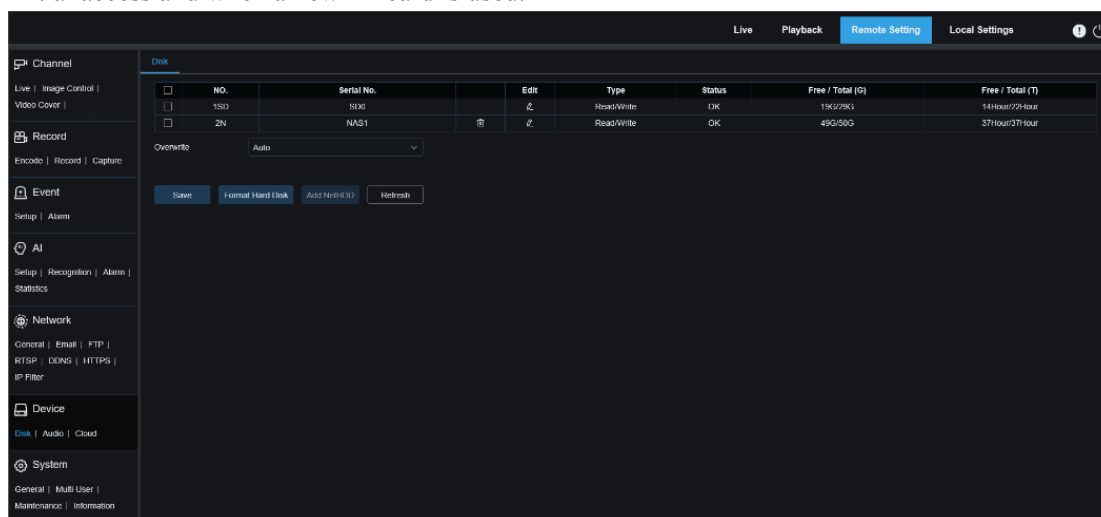 Live Playback Remote Setting Local Settings
Channel
Live | Image Control |
Video Cover |
Record
Encode | Record | Capture
Event
Setup | Alarm
AI
Setup | Recognition | Alarm |
Statistics
Network
General | Email | FTP |
RTSP | DDNS | HTTPS |
IP Filter
Device
Disk | Audio | Cloud
System
General | Multi-User |
Maintenance | Information
Disk
NO. Serial No. Edit Type Status Free / Total (G) Free / Total (T)
1SD SD0 Read/Write OK 19G/29G 14Hour/22Hour
2N NAS1 Read/Write OK 49G/50G 37Hour/37Hour
Overwrite Auto
Save Format Hard Disk Add NetHDD Refresh